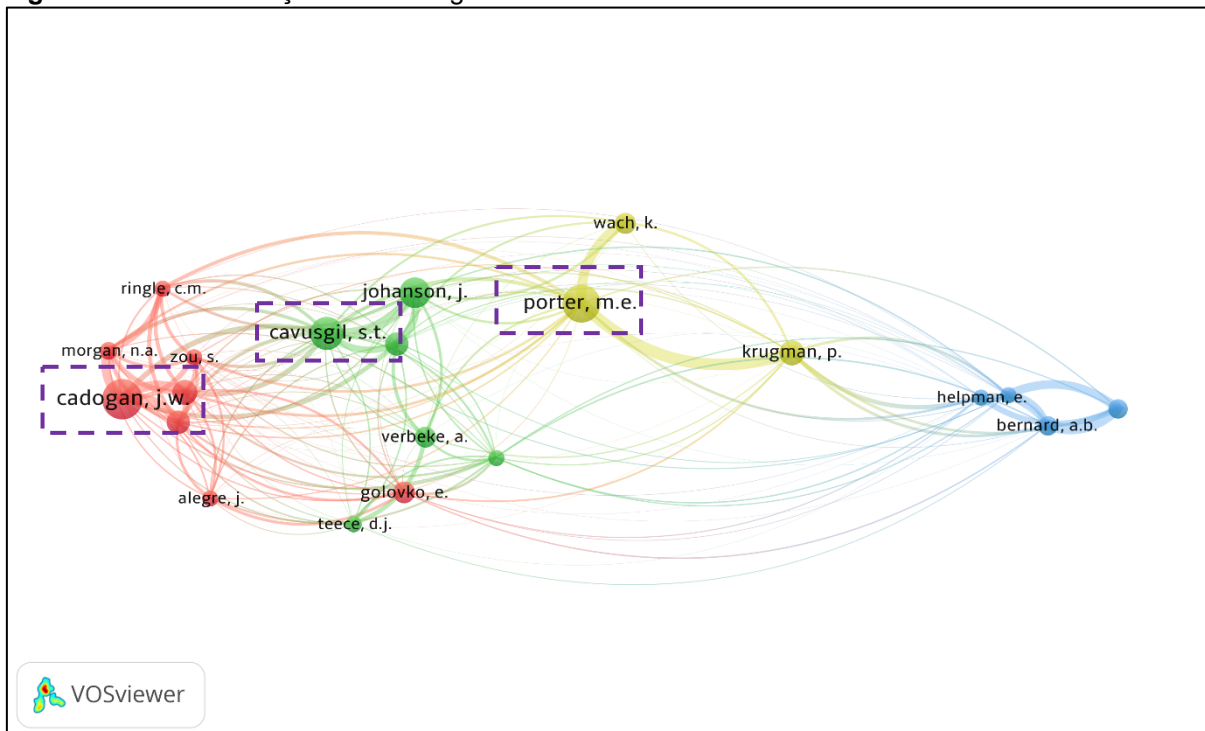 wach, k.
ringle, c.m.
johanson, j.
porter, m.e.
cavusgil, s.t.
morgan, n.a.
zou, s.
krugman, p.
cadogan, j.w.
helpman, e.
bernard, a.b.
verbeke, a.
alegre, j.
golovko, e.
teece, d.j.
VOSviewer